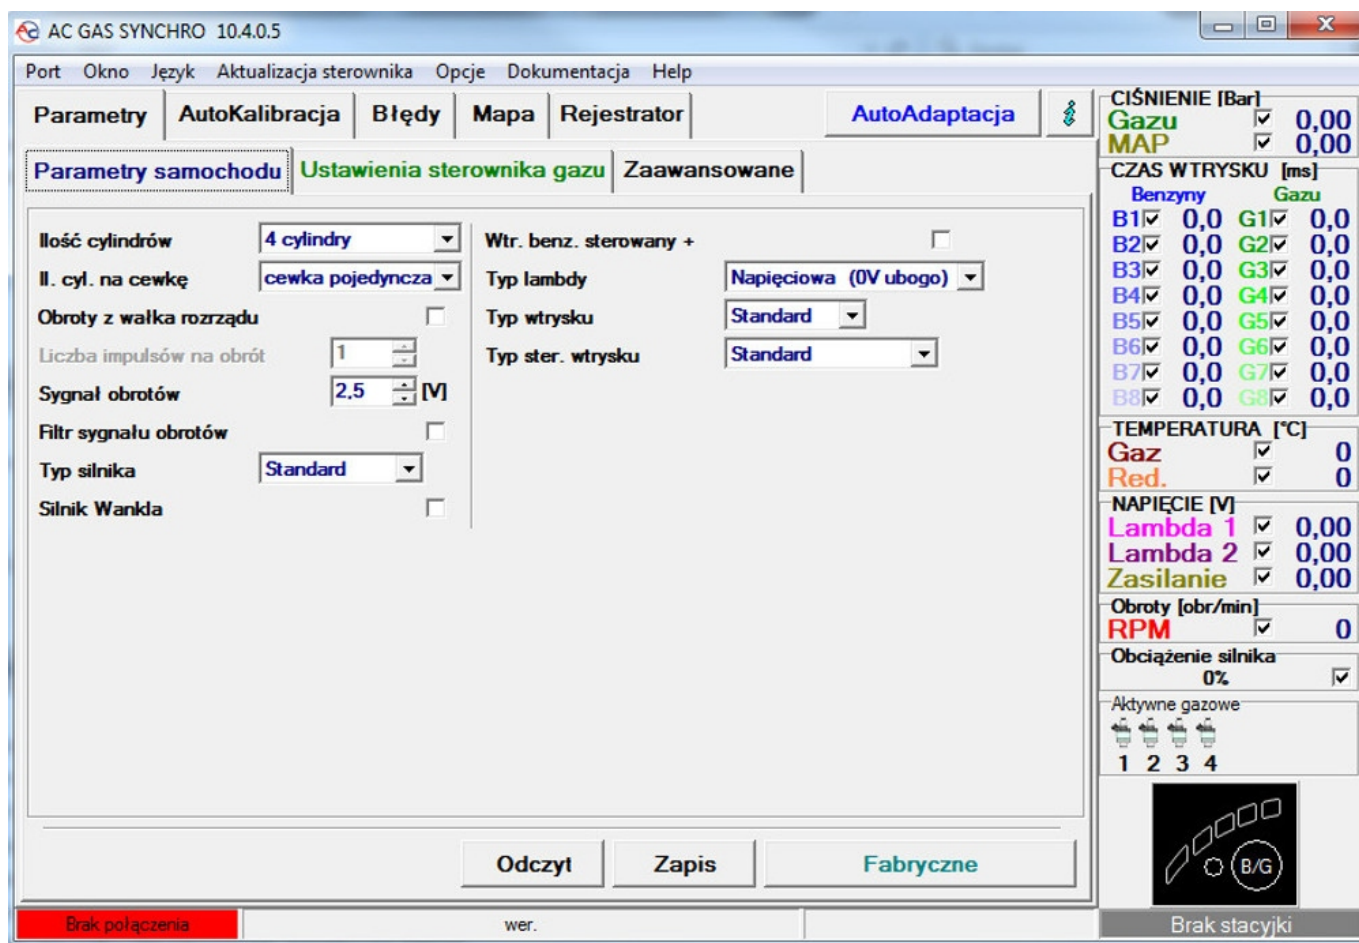 AC GAS SYNCHRO 10.4.0.5
Port Okno Język Aktualizacja sterownika Opcje Dokumentacja Help
Parametry AutoKalibracja Błędy Mapa Rejestrator AutoAdaptacja i
Parametry samochodu Ustawienia sterownika gazu Zaawansowane
Ilość cylindrów 4 cylindry
Il. cyl. na cewkę cewka pojedyncza
Obroty z wałka rozrządu
Liczba impulsów na obrót 1
Sygnał obrotów 2,5 [V]
Filtr sygnału obrotów
Typ silnika Standard
Silnik Wankla
Wtr. benz. sterowany +
Typ lambdy Napięciowa (0V ubogo)
Typ wtrysku Standard
Typ ster. wtrysku Standard
Odczyt Zapis Fabryczne
CIŚNIENIE [Bar]
Gazu 0,00
MAP 0,00
CZAS WTRYSKU [ms]
Benzyny Gazu
B1 0,0 G1 0,0
B2 0,0 G2 0,0
B3 0,0 G3 0,0
B4 0,0 G4 0,0
B5 0,0 G5 0,0
B6 0,0 G6 0,0
B7 0,0 G7 0,0
B8 0,0 G8 0,0
TEMPERATURA [°C]
Gaz 0
Red. 0
NAPIĘCIE [V]
Lambda 1 0,00
Lambda 2 0,00
Zasilanie 0,00
Obroty [obr/min]
RPM 0
Obciążenie silnika
0%
Aktywne gazowe
1 2 3 4
B/G
Brak połączenia wer. Brak stacyjki